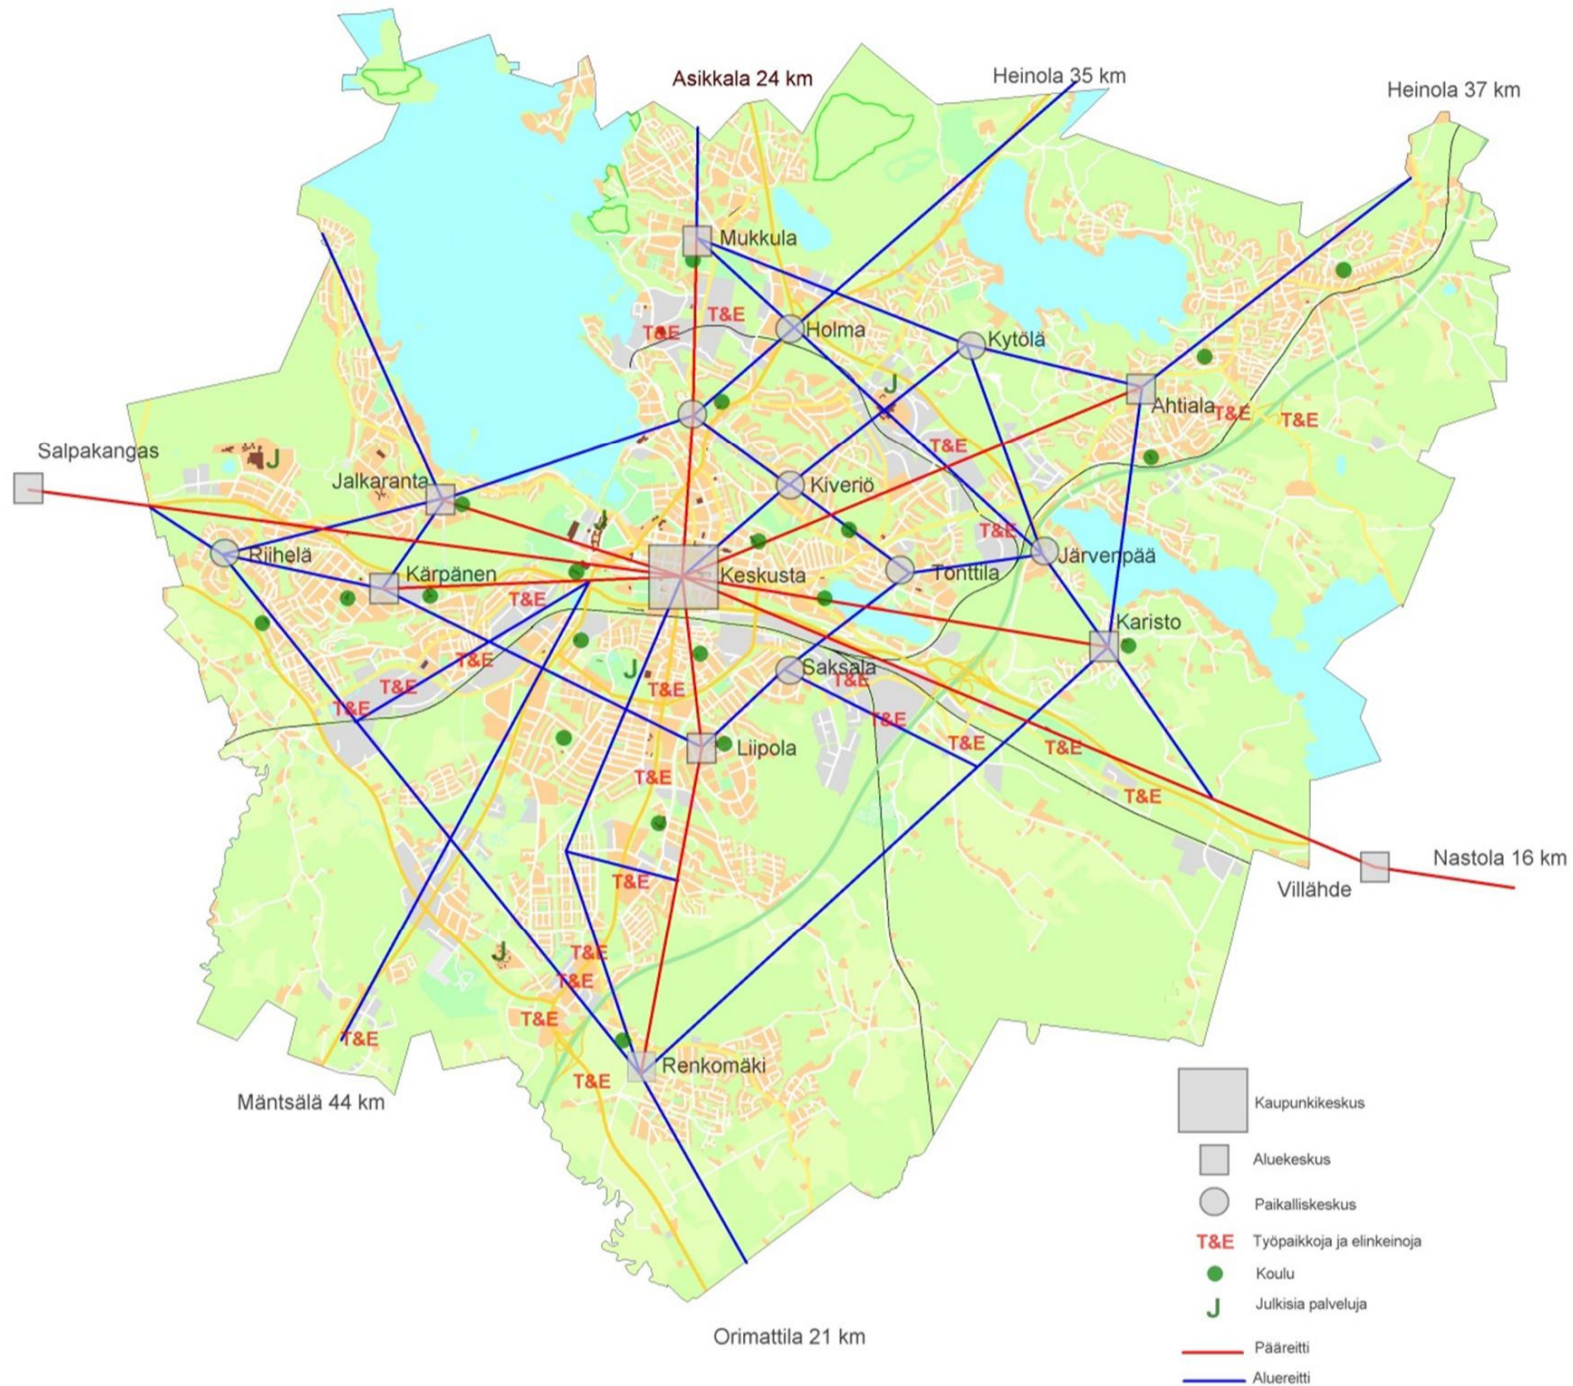 Asikkala 24 km
Heinola 35 km
Heinola 37 km
Mukkula
T&E
T&E
Holma
Kytölä
J
Ahtiala
T&E
T&E
T&E
Salpakangas
J
Jalkaranta
Kiveriö
J
T&E
Riihelä
Kärpänen
Keskusta
Tonttila
Järvenpää
T&E
Karisto
T&E
J
Saksala
T&E
T&E
T&E
T&E
T&E
Liipola
T&E
T&E
T&E
T&E
Villähde
Nastola 16 km
T&E
J
T&E
T&E
T&E
T&E
Renkomäki
T&E
Mäntsälä 44 km
Orimattila 21 km
Kaupunkikeskus
Aluekeskus
Paikalliskeskus
T&E Työpaikkoja ja elinkeinoja
Koulu
J Julkisia palveluja
Pääreitti
Aluereitti